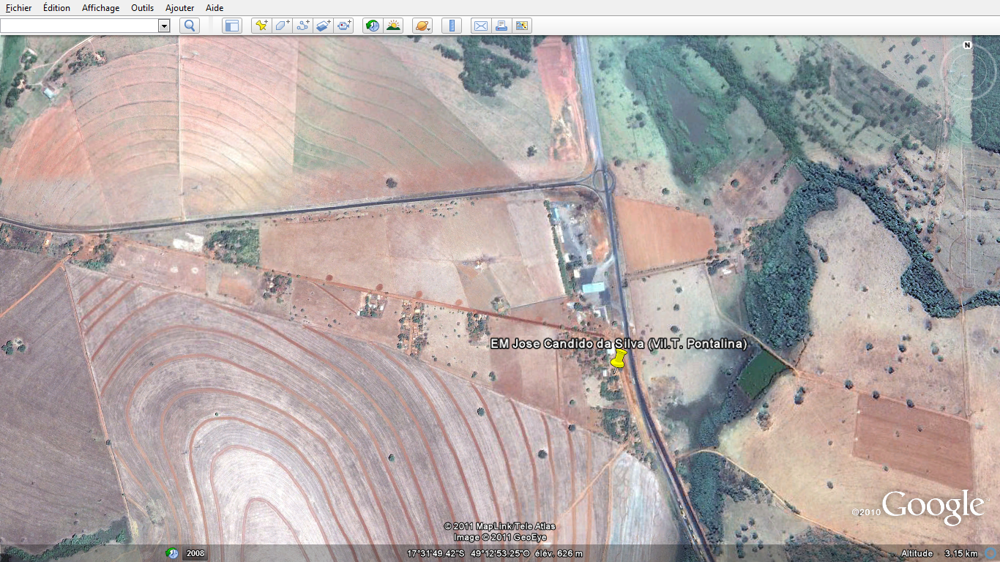 Fichier Édition Affichage Outils Ajouter Aide
N
EM Jose Candido da Silva (Vil.T. Pontalina)
©2010 Google
© 2011 MapLink/Tele Atlas
Image © 2011 GeoEye
2008 17°31'49.42"S 49°12'53.25"O élév. 626 m Altitude 3.15 km